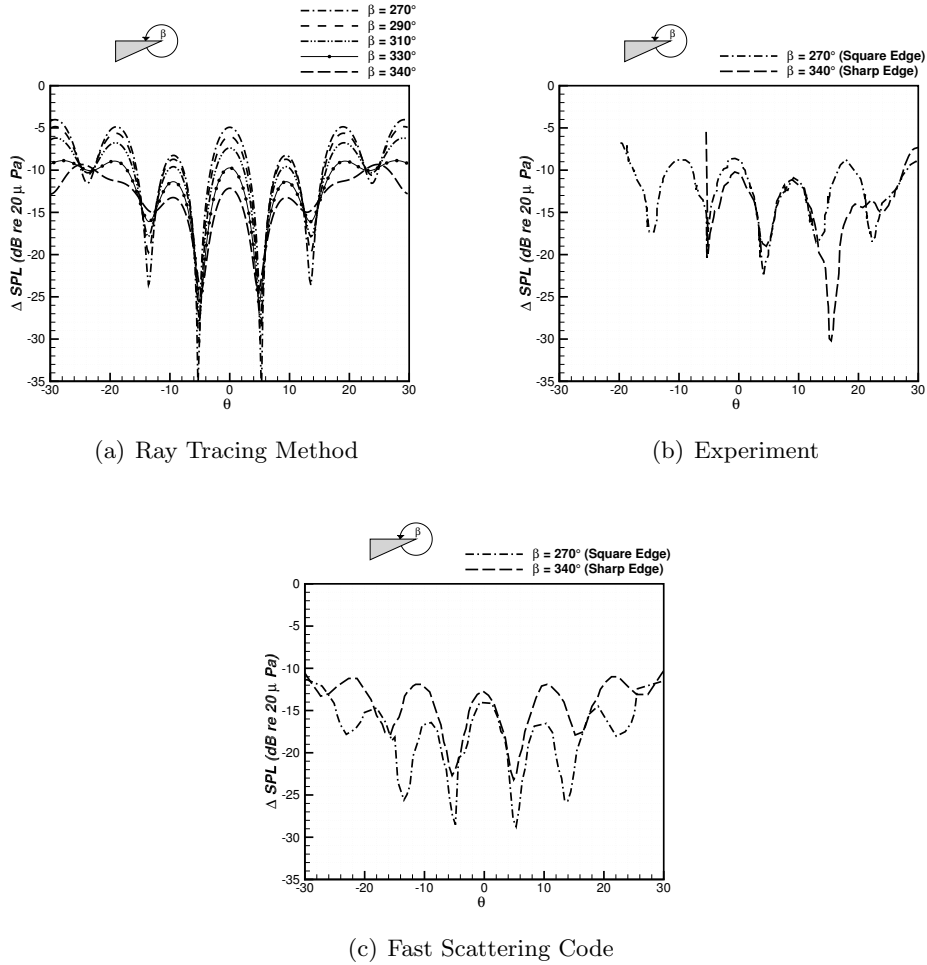 β = 270°
β = 290°
β = 310°
β = 330°
β = 340°
β
Δ SPL (dB re 20 μ Pa)
0
-5
-10
-15
-20
-25
-30
-35
-30 -20 -10 0 10 20 30
θ
(a) Ray Tracing Method
β = 270° (Square Edge)
β = 340° (Sharp Edge)
β
Δ SPL (dB re 20 μ Pa)
0
-5
-10
-15
-20
-25
-30
-35
-30 -20 -10 0 10 20 30
θ
(b) Experiment
β = 270° (Square Edge)
β = 340° (Sharp Edge)
β
Δ SPL (dB re 20 μ Pa)
0
-5
-10
-15
-20
-25
-30
-35
-30 -20 -10 0 10 20 30
θ
(c) Fast Scattering Code